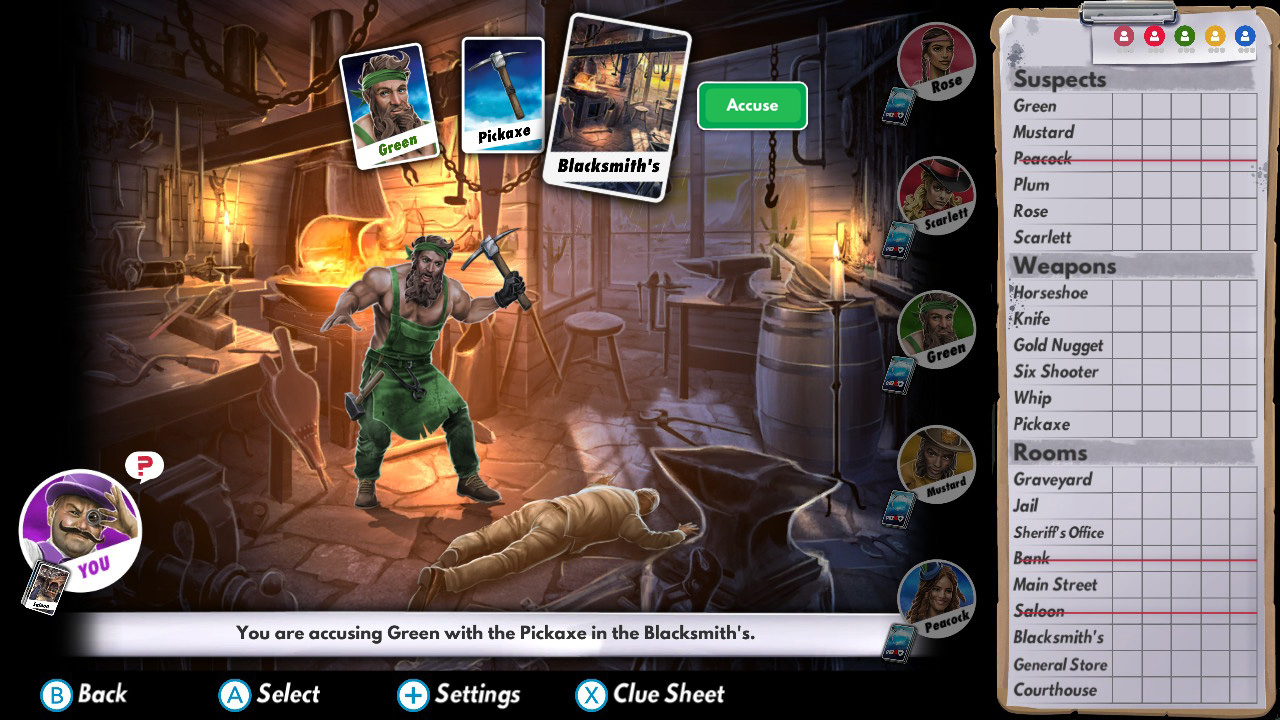 Green
Pickaxe
Blacksmith's
Accuse
Rose
Scarlett
Green
Mustard
Peacock
?
YOU
Saloon
You are accusing Green with the Pickaxe in the Blacksmith's.
B Back
A Select
+ Settings
X Clue Sheet
Suspects
Green
Mustard
Peacock
Plum
Rose
Scarlett
Weapons
Horseshoe
Knife
Gold Nugget
Six Shooter
Whip
Pickaxe
Rooms
Graveyard
Jail
Sheriff's Office
Bank
Main Street
Saloon
Blacksmith's
General Store
Courthouse